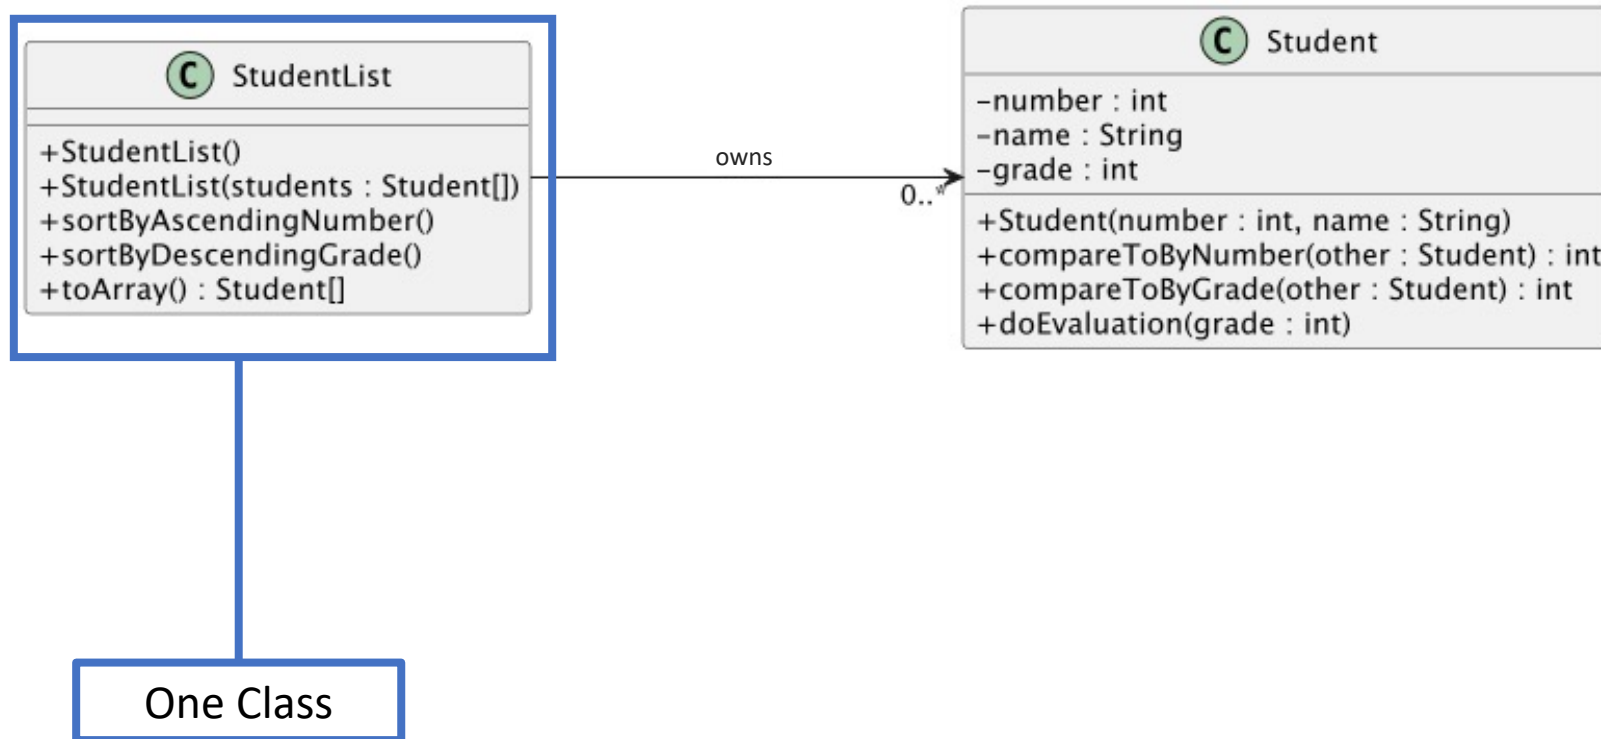 C StudentList
+StudentList()
+StudentList(students : Student[])
+sortByAscendingNumber()
+sortByDescendingGrade()
+toArray() : Student[]
owns
0..*
C Student
-number : int
-name : String
-grade : int
+Student(number : int, name : String)
+compareToByNumber(other : Student) : int
+compareToByGrade(other : Student) : int
+doEvaluation(grade : int)
One Class